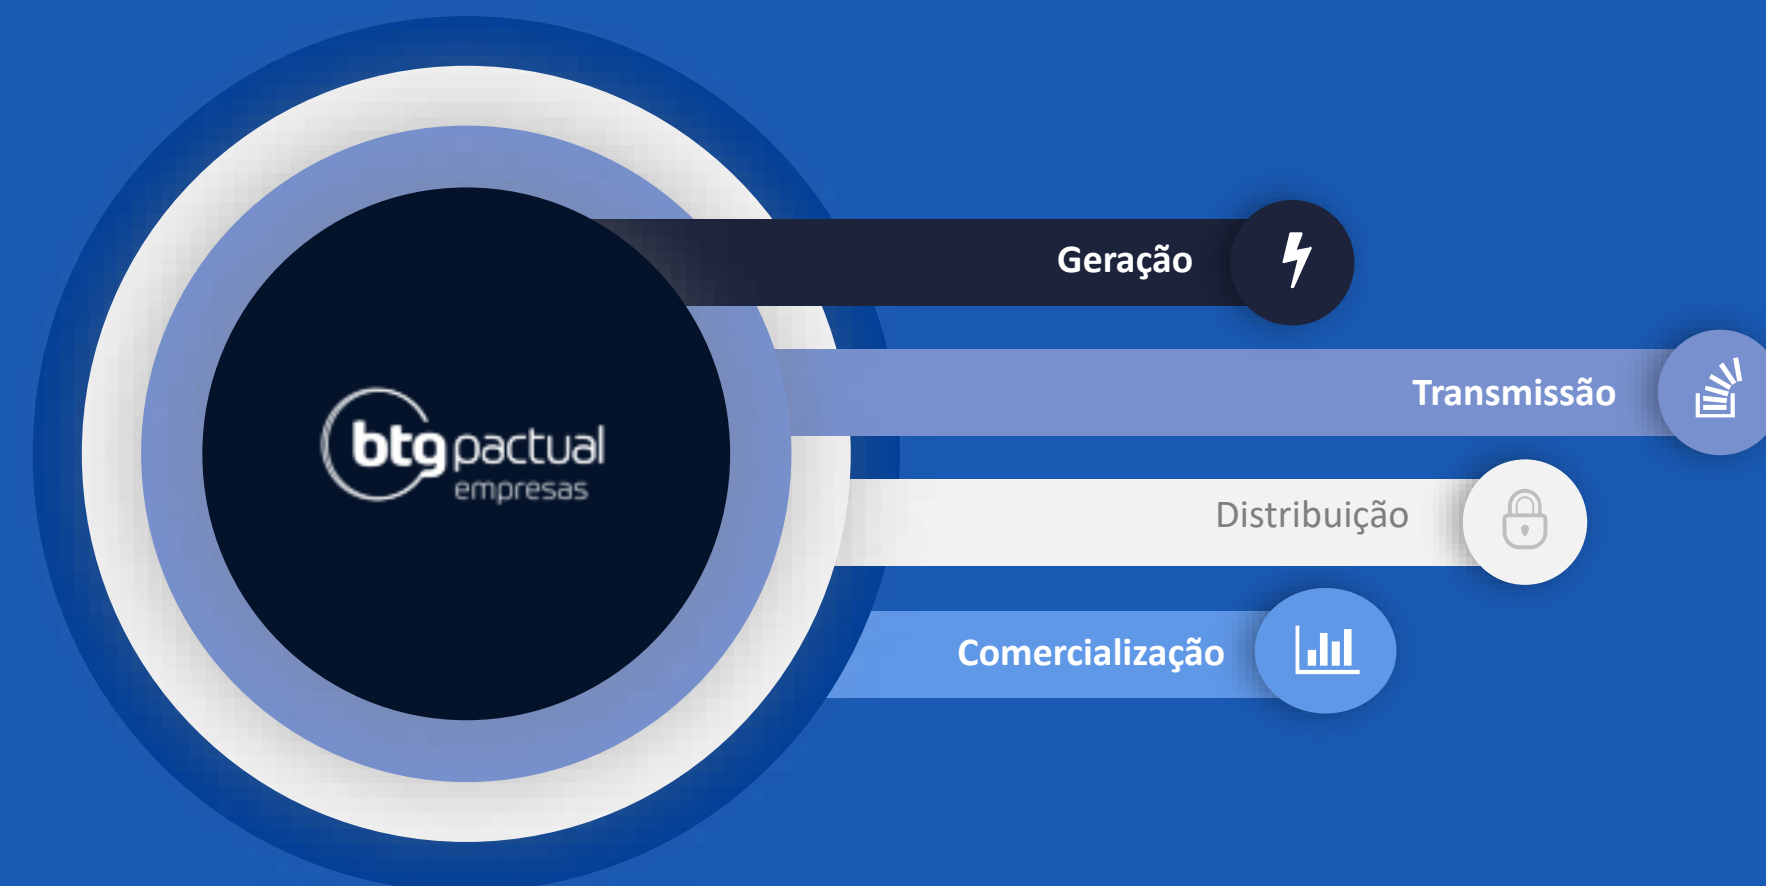 btg pactual
empresas
Geração
Transmissão
Distribuição
Comercialização